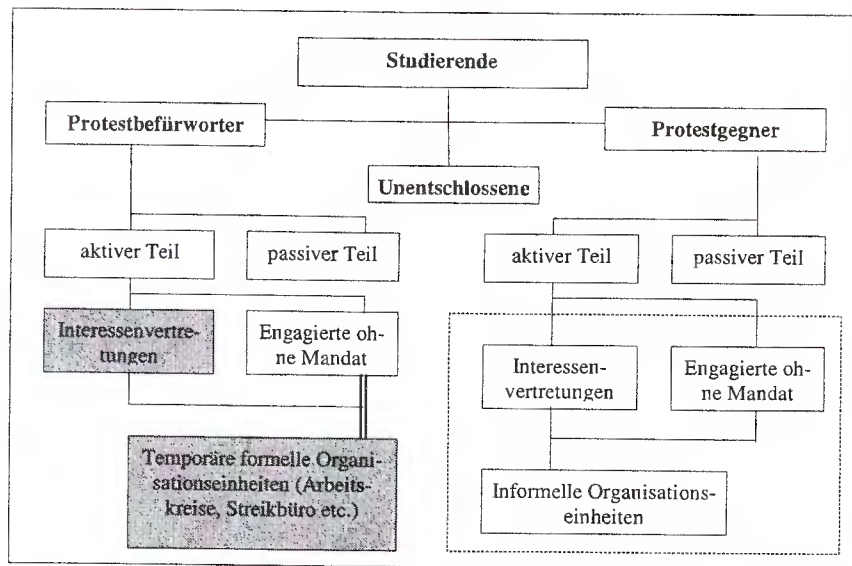 Studierende
Protestbefürworter
Protestgegner
Unentschlossene
aktiver Teil
passiver Teil
aktiver Teil
passiver Teil
Interessenvertre-
tungen
Engagierte oh-
ne Mandat
Interessen-
vertretungen
Engagierte oh-
ne Mandat
Temporäre formelle Organi-
sationseinheiten (Arbeits-
kreise, Streikbüro etc.)
Informelle Organisations-
einheiten